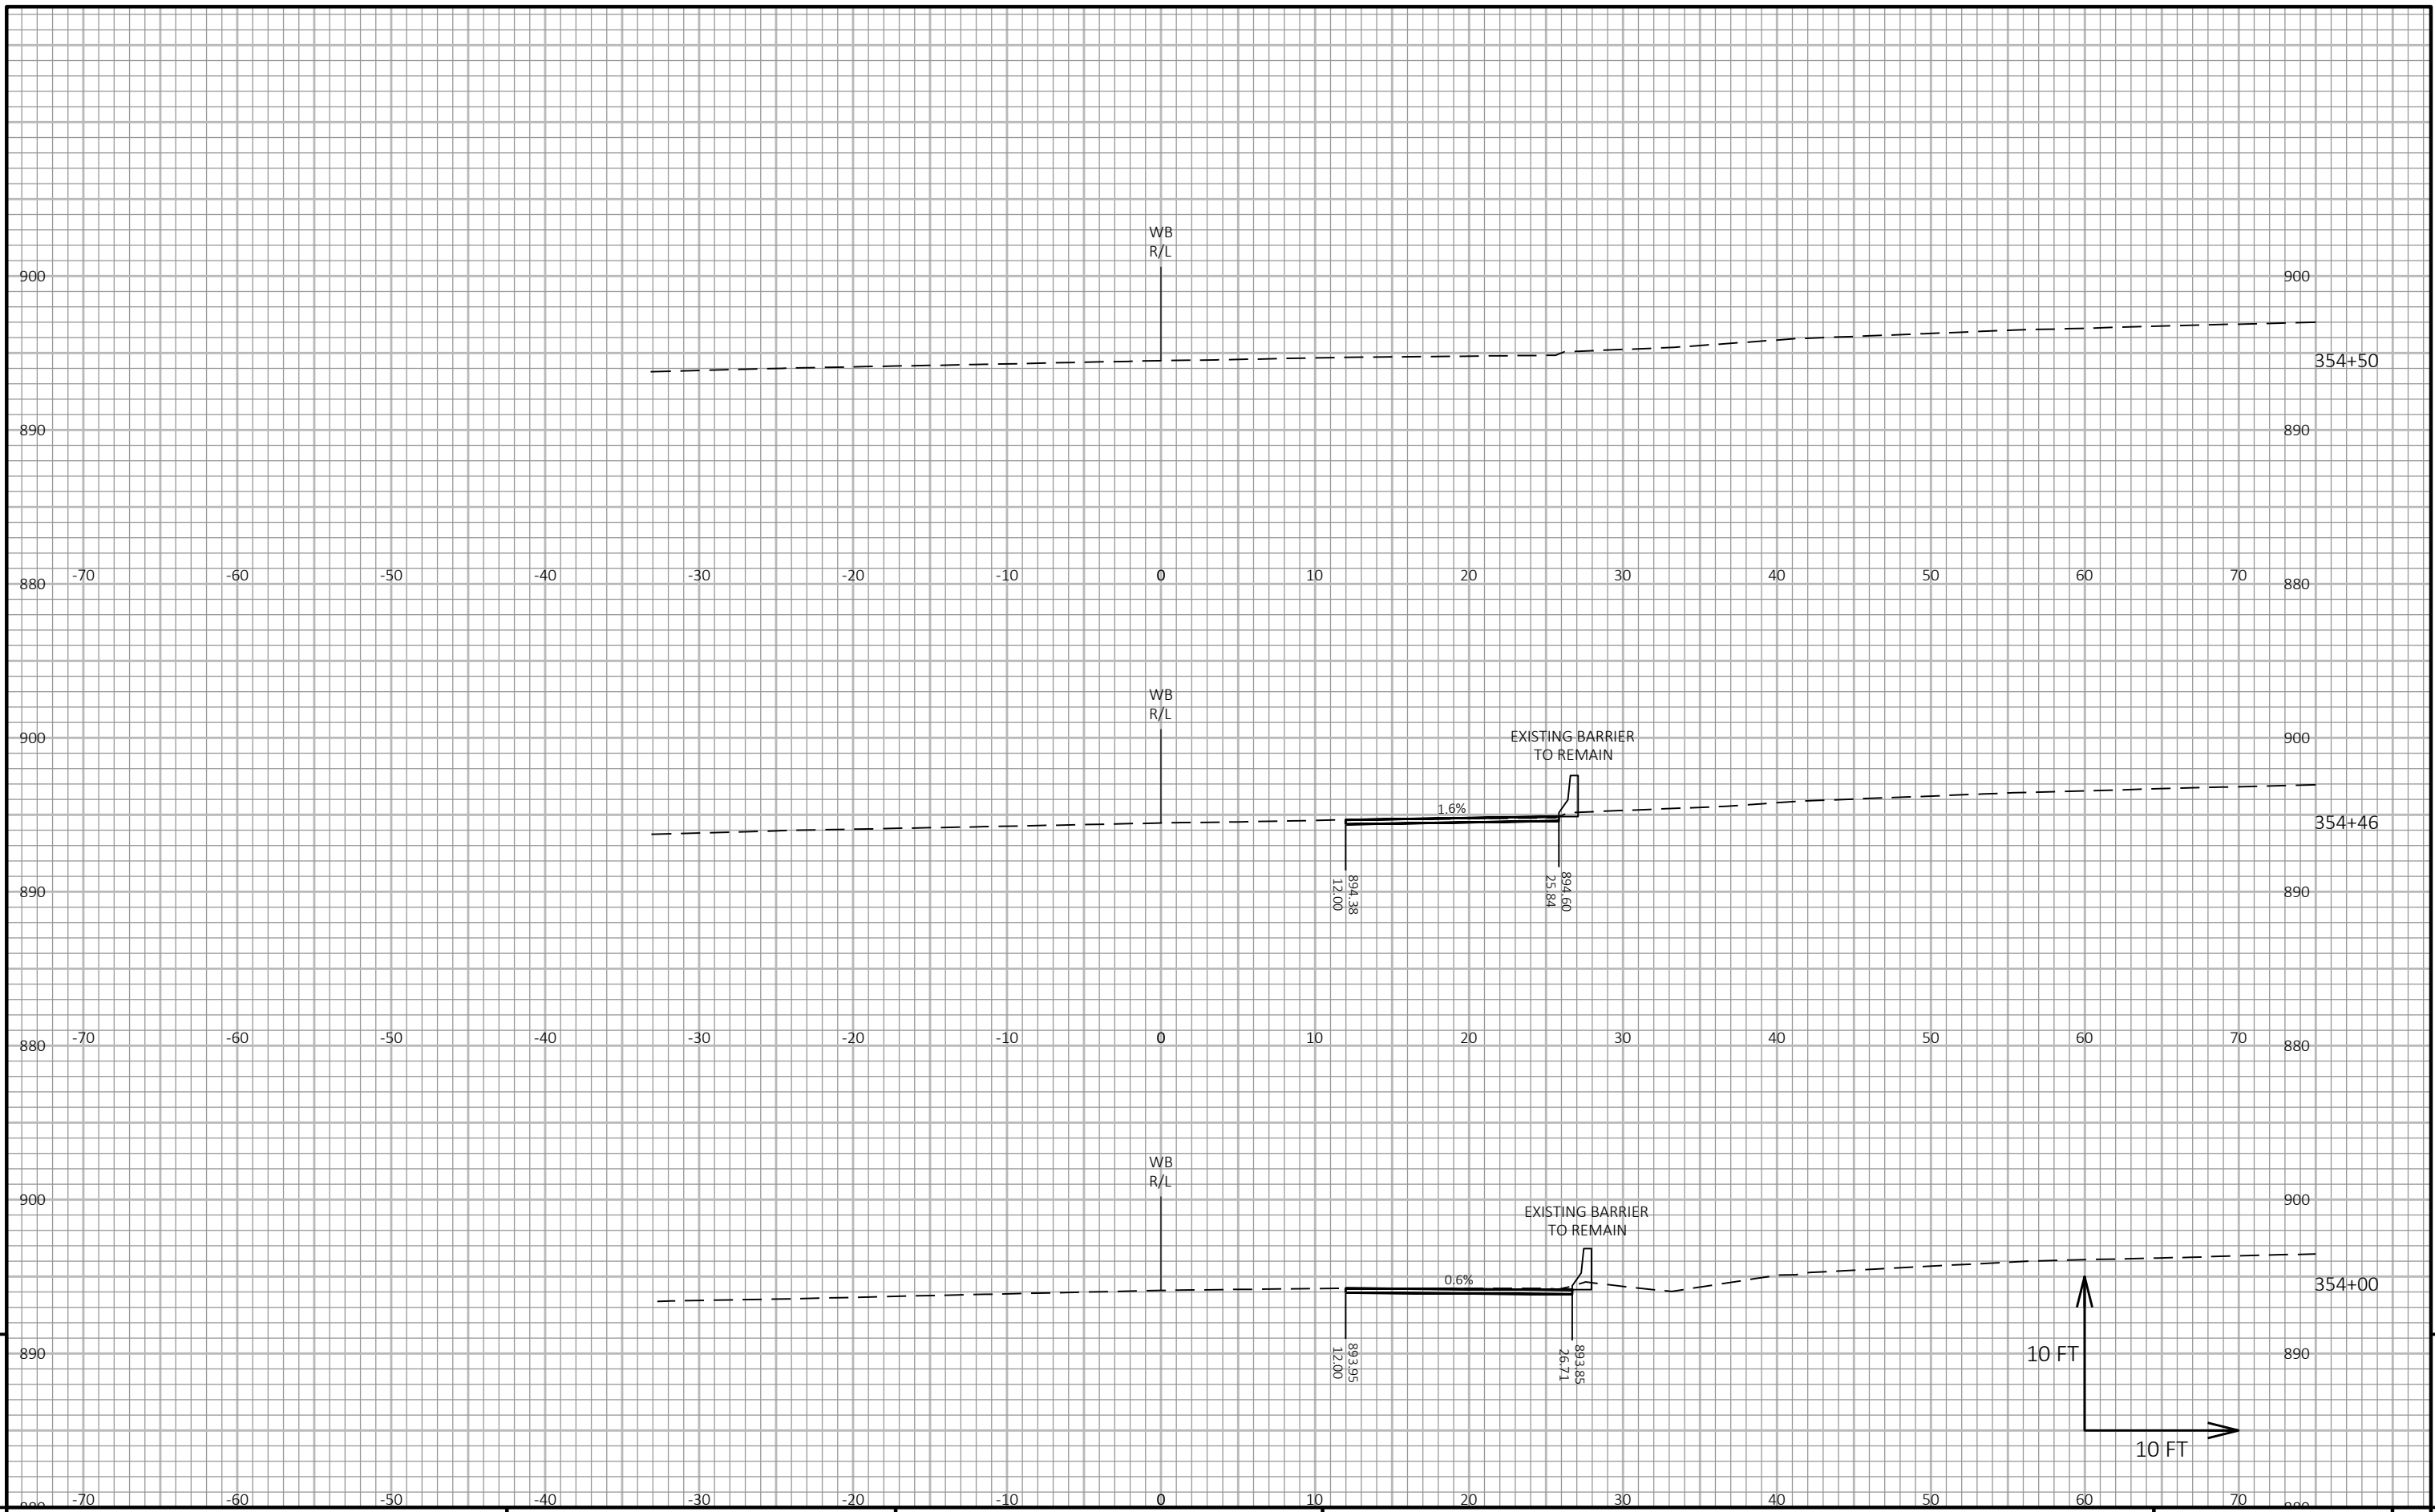 WB
R/L
900 900
354+50
890 890
880 -70 -60 -50 -40 -30 -20 -10 0 10 20 30 40 50 60 70 880
WB
R/L
900 900
EXISTING BARRIER
TO REMAIN
1.6%
354+46
894.38
12.00
894.60
25.84
890 890
880 -70 -60 -50 -40 -30 -20 -10 0 10 20 30 40 50 60 70 880
WB
R/L
900 900
EXISTING BARRIER
TO REMAIN
0.6%
354+00
893.95
12.00
893.85
26.71
890 890
10 FT
10 FT
880 -70 -60 -50 -40 -30 -20 -10 0 10 20 30 40 50 60 70 880